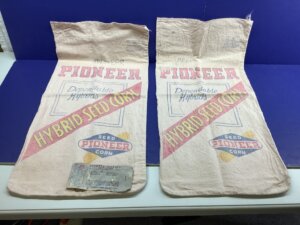 PIONEER
Dependable
Hybrids
HYBRID SEED CORN
SEED
PIONEER
CORN
PIONEER
Dependable
Hybrids
HYBRID SEED CORN
SEED
PIONEER
CORN